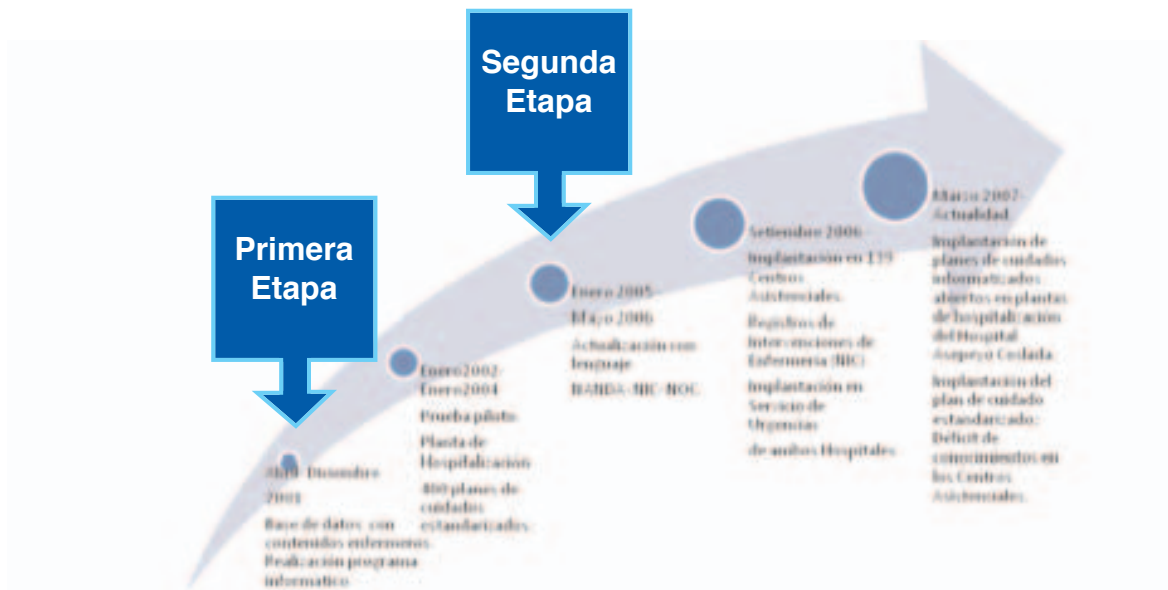 Segunda
Etapa
Primera
Etapa
Abril-Diciembre
2001
Base de datos con
contenidos enfermeros.
Realización programa
informático
Enero2002-
Enero2004
Prueba piloto
Planta de
Hospitalización
400 planes de
cuidados
estandarizados
Enero 2005-
Mayo 2006
Actualización con
lenguaje
NANDA-NIC-NOC
Setiembre 2006
Implantación en
Centros
Asistenciales.
Registros de
Intervenciones de
Enfermería (NIC)
Implantación en
Servicio de
Urgencias
de ambos Hospitales
Marzo 2007-
Actualidad
Implantación de
planes de cuidados
informatizados
abiertos en plantas
de hospitalización
del Hospital
Asepeyo Coslada
Implantación del
plan de cuidado
estandarizado:
Déficit de
conocimientos en
los Centros
Asistenciales.